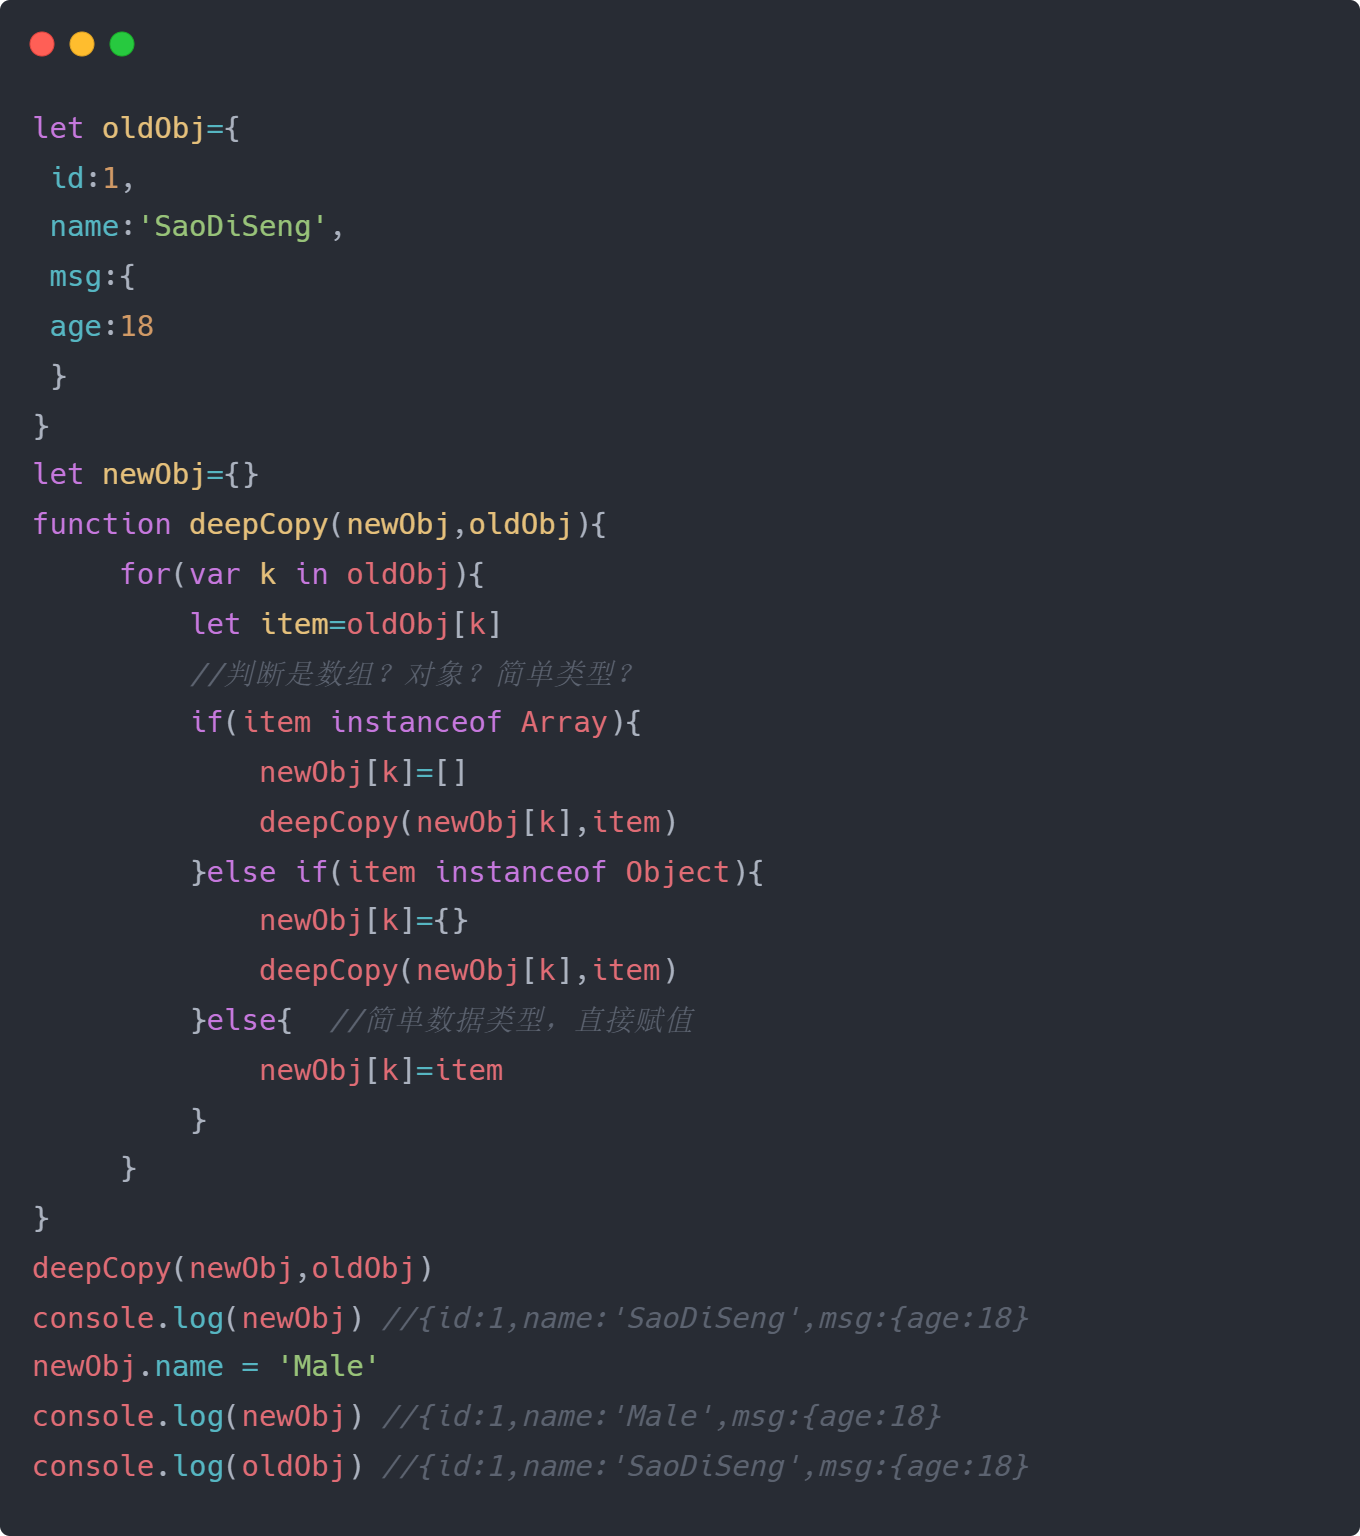 let oldObj={
 id:1,
 name:'SaoDiSeng',
 msg:{
 age:18
 }
}
let newObj={}
function deepCopy(newObj,oldObj){
     for(var k in oldObj){
         let item=oldObj[k]
         //判断是数组？对象？简单类型？
         if(item instanceof Array){
             newObj[k]=[]
             deepCopy(newObj[k],item)
         }else if(item instanceof Object){
             newObj[k]={}
             deepCopy(newObj[k],item)
         }else{  //简单数据类型，直接赋值
             newObj[k]=item
         }
     }
}
deepCopy(newObj,oldObj)
console.log(newObj) //{id:1,name:'SaoDiSeng',msg:{age:18}
newObj.name = 'Male'
console.log(newObj) //{id:1,name:'Male',msg:{age:18}
console.log(oldObj) //{id:1,name:'SaoDiSeng',msg:{age:18}